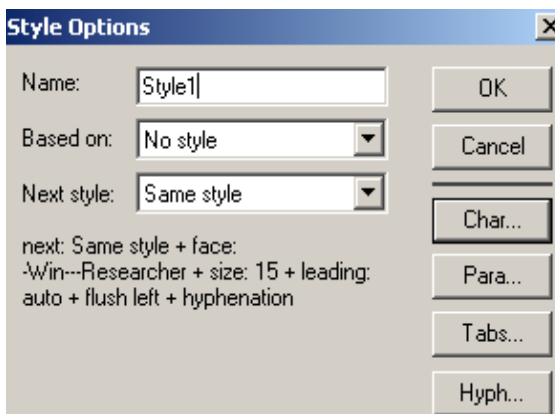 Style Options
Name: Style1
OK
Based on: No style
Cancel
Next style: Same style
Char...
next: Same style + face:
-Win---Researcher + size: 15 + leading:
auto + flush left + hyphenation
Para...
Tabs...
Hyph...